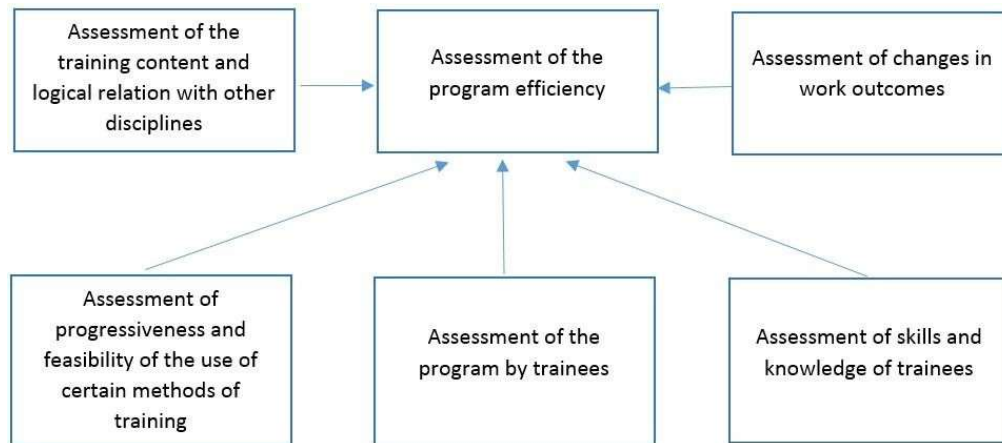 Assessment of the
training content and
logical relation with other
disciplines
Assessment of the
program efficiency
Assessment of changes in
work outcomes
Assessment of
progressiveness and
feasibility of the use of
certain methods of
training
Assessment of the
program by trainees
Assessment of skills and
knowledge of trainees